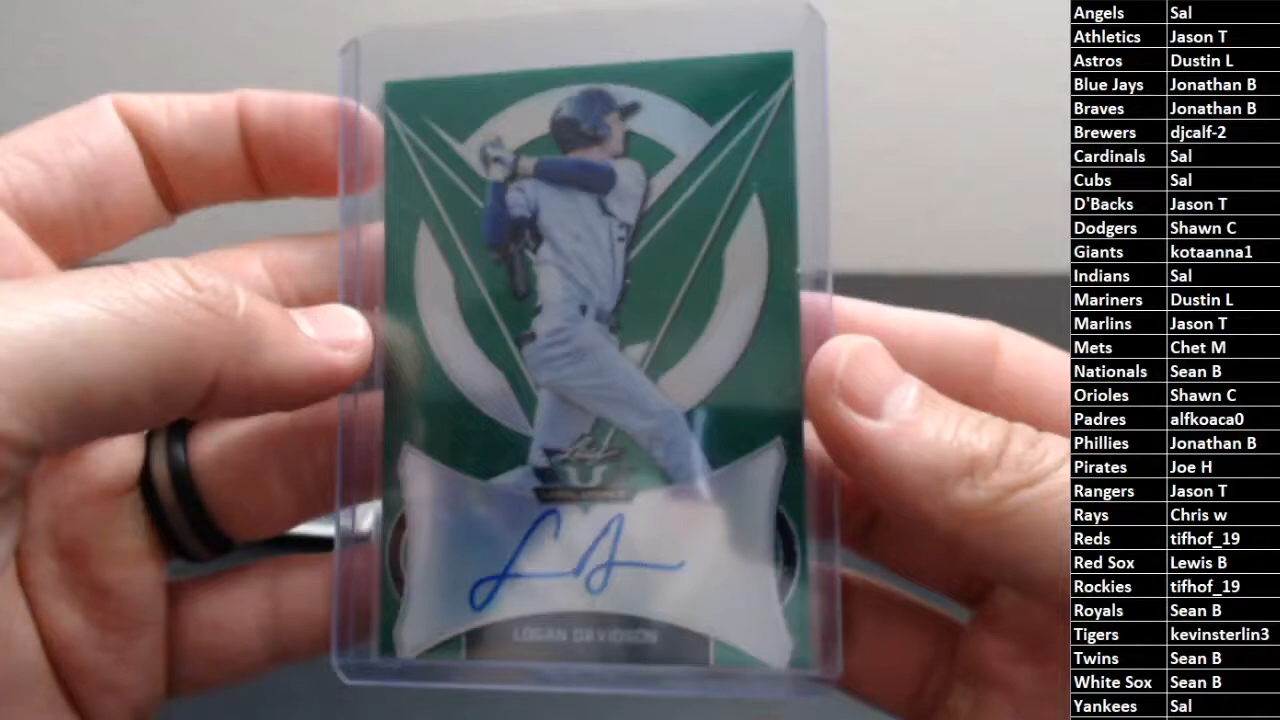 Leaf
LOGAN DAVIDSON
Angels Sal
Athletics Jason T
Astros Dustin L
Blue Jays Jonathan B
Braves Jonathan B
Brewers djcalf-2
Cardinals Sal
Cubs Sal
D'Backs Jason T
Dodgers Shawn C
Giants kotaanna1
Indians Sal
Mariners Dustin L
Marlins Jason T
Mets Chet M
Nationals Sean B
Orioles Shawn C
Padres alfkoaca0
Phillies Jonathan B
Pirates Joe H
Rangers Jason T
Rays Chris w
Reds tifhof_19
Red Sox Lewis B
Rockies tifhof_19
Royals Sean B
Tigers kevinsterlin3
Twins Sean B
White Sox Sean B
Yankees Sal